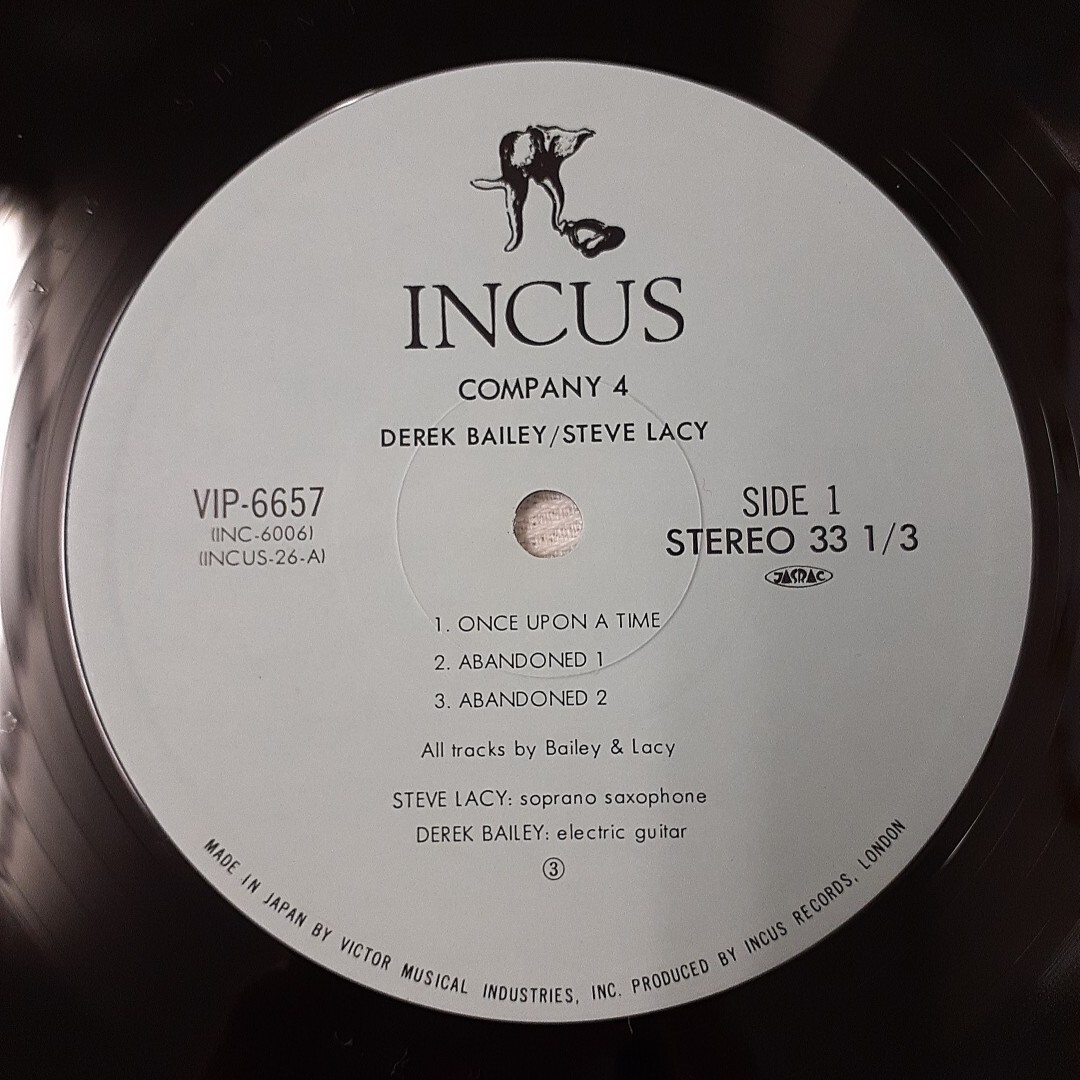 INCUS
COMPANY 4
DEREK BAILEY/STEVE LACY
VIP-6657
(INC-6006)
(INCUS-26-A)
SIDE 1
STEREO 33 1/3
JASRAC
1. ONCE UPON A TIME
2. ABANDONED 1
3. ABANDONED 2
All tracks by Bailey & Lacy
STEVE LACY: soprano saxophone
DEREK BAILEY: electric guitar
③
MADE IN JAPAN BY VICTOR MUSICAL INDUSTRIES, INC. PRODUCED BY INCUS RECORDS, LONDON